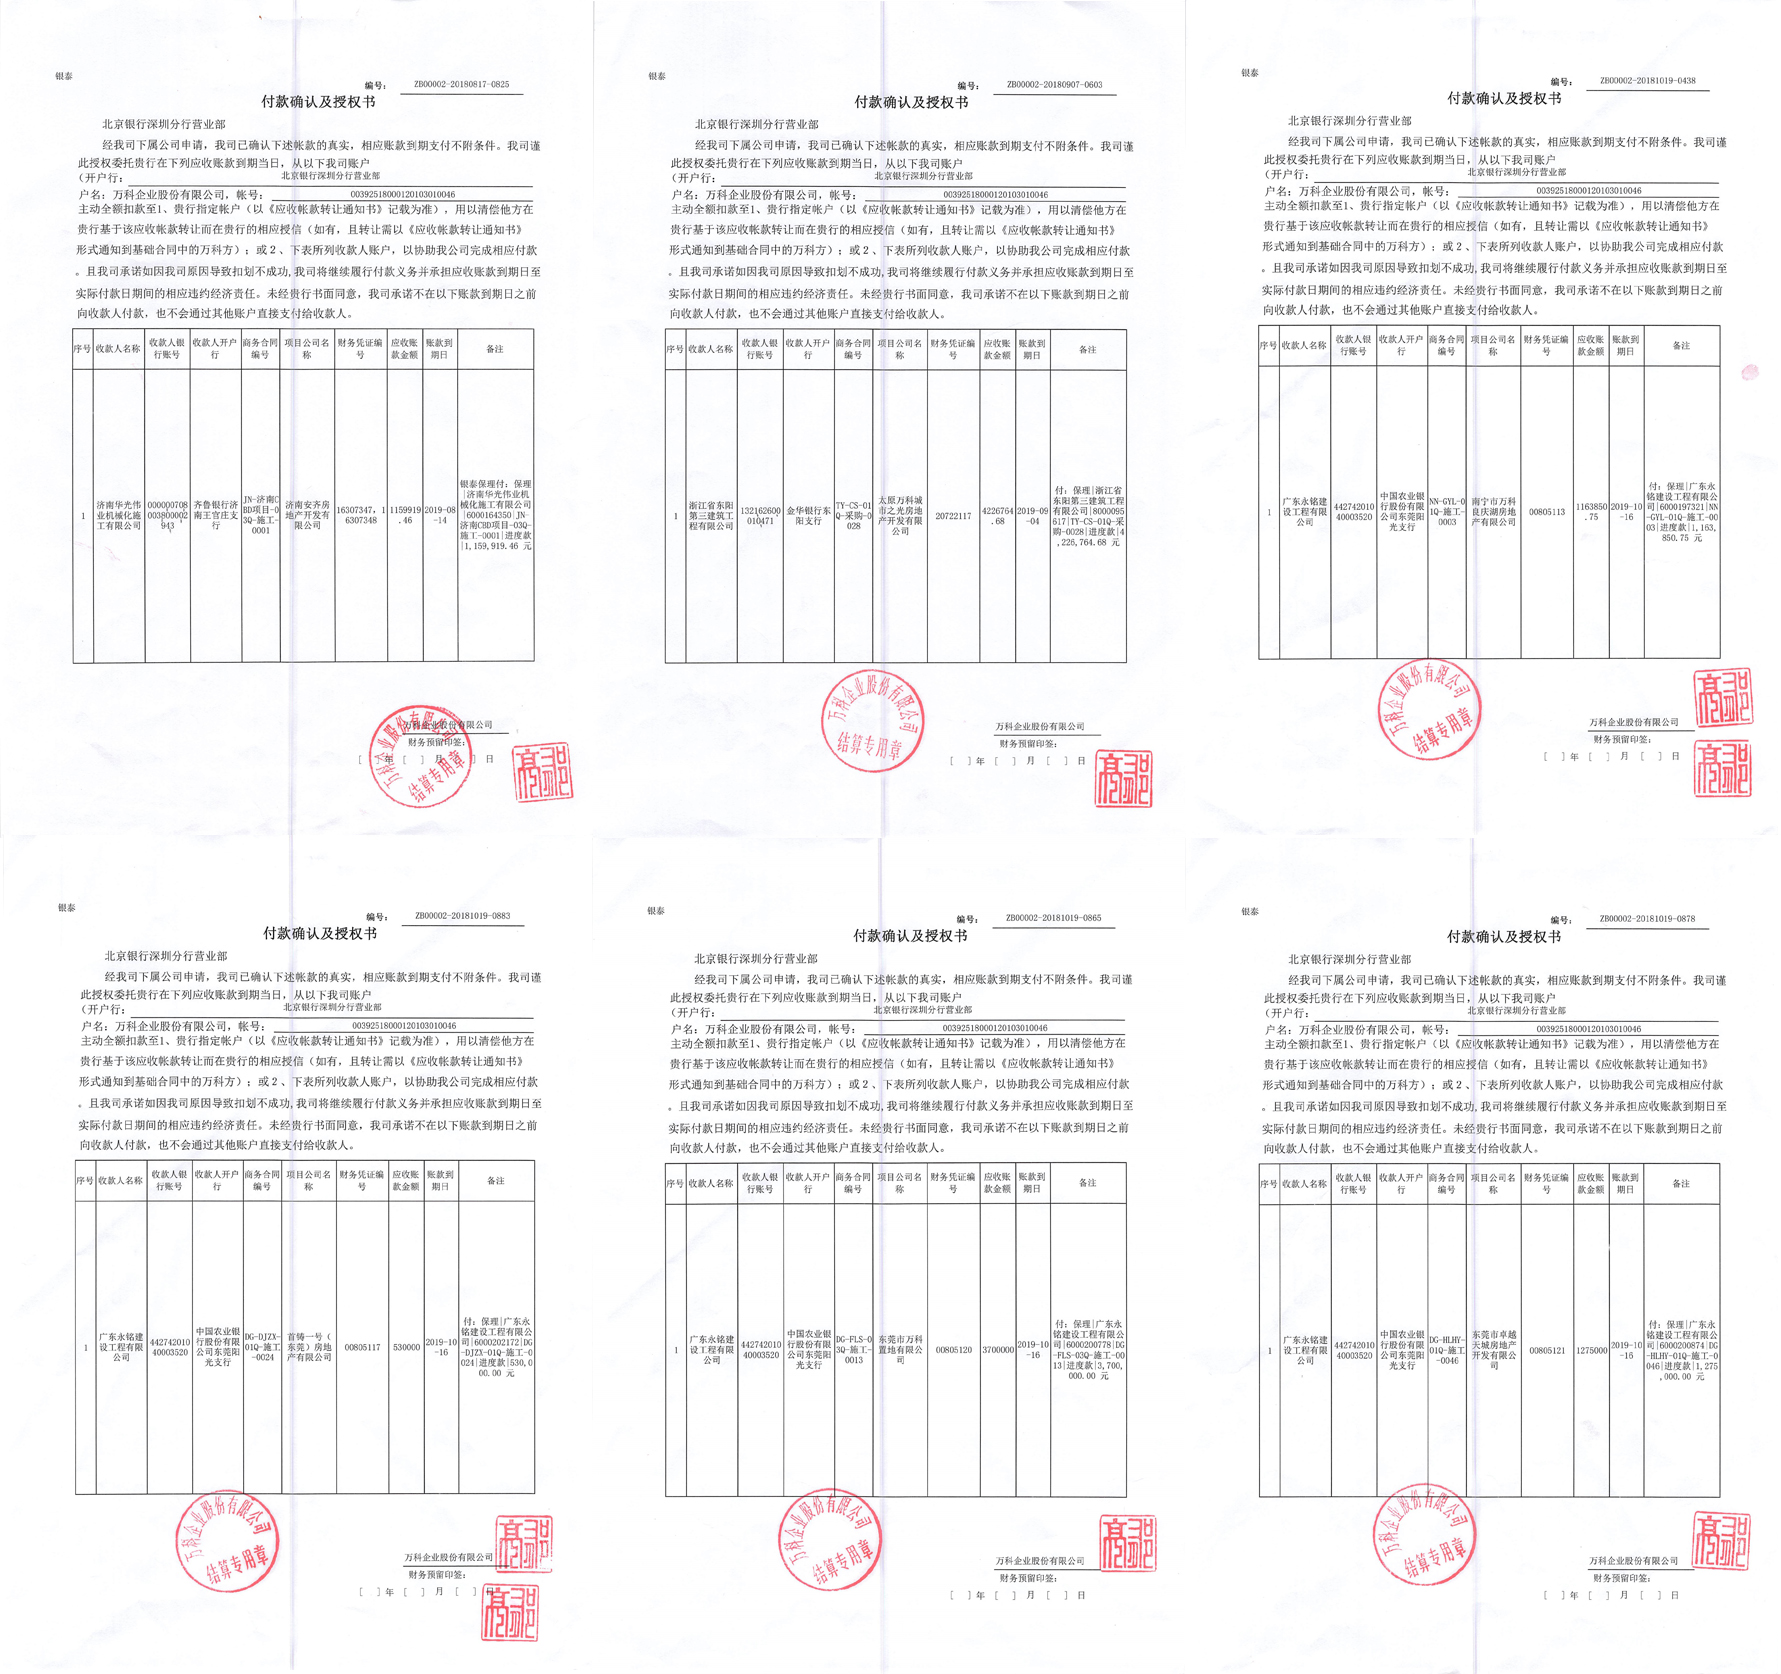 银泰
编号： ZB00002-20180817-0825
付款确认及授权书
北京银行深圳分行营业部
经我司下属公司申请，我司已确认下述帐款的真实，相应账款到期支付不附条件。我司谨
此授权委托贵行在下列应收账款到期当日，从以下我司账户
（开户行： 北京银行深圳分行营业部
户名：万科企业股份有限公司，帐号： 00392518000120103010046
主动全额扣款至1、贵行指定帐户（以《应收帐款转让通知书》记载为准），用以清偿他方在
贵行基于该应收帐款转让而在贵行的相应授信（如有，且转让需以《应收帐款转让通知书》
形式通知到基础合同中的万科方）；或２、下表所列收款人账户，以协助我公司完成相应付款
。且我司承诺如因我司原因导致扣划不成功,我司将继续履行付款义务并承担应收账款到期日至
实际付款日期间的相应违约经济责任。未经贵行书面同意，我司承诺不在以下账款到期日之前
向收款人付款，也不会通过其他账户直接支付给收款人。
序号 收款人名称 收款人银行账号 收款人开户行 商务合同编号 项目公司名称 财务凭证编号 应收账款金额 账款到期日 备注
1 济南华光伟业机械化施工有限公司 00000070800380000​2943 齐鲁银行济南王官庄支行 JN-济南CBD项目-03Q-施工-0001 济南安齐房地产开发有限公司 16307347，16307348 1159919.46 2019-08-14 银泰保理付：保理|济南华光伟业机械化施工有限公司|6000164350|JN-济南CBD项目-03Q-施工-0001|进度款|1,159,919.46 元
万科企业股份有限公司
财务预留印签：
[ ]年 [ ] 月 [ ] 日
万科企业股份有限公司
结算专用章
银泰
编号： ZB00002-20180907-0603
付款确认及授权书
北京银行深圳分行营业部
经我司下属公司申请，我司已确认下述帐款的真实，相应账款到期支付不附条件。我司谨
此授权委托贵行在下列应收账款到期当日，从以下我司账户
（开户行： 北京银行深圳分行营业部
户名：万科企业股份有限公司，帐号： 00392518000120103010046
主动全额扣款至1、贵行指定帐户（以《应收帐款转让通知书》记载为准），用以清偿他方在
贵行基于该应收帐款转让而在贵行的相应授信（如有，且转让需以《应收帐款转让通知书》
形式通知到基础合同中的万科方）；或２、下表所列收款人账户，以协助我公司完成相应付款
。且我司承诺如因我司原因导致扣划不成功,我司将继续履行付款义务并承担应收账款到期日至
实际付款日期间的相应违约经济责任。未经贵行书面同意，我司承诺不在以下账款到期日之前
向收款人付款，也不会通过其他账户直接支付给收款人。
序号 收款人名称 收款人银行账号 收款人开户行 商务合同编号 项目公司名称 财务凭证编号 应收账款金额 账款到期日 备注
1 浙江省东阳第三建筑工程有限公司 132162600010471 金华银行东阳支行 TY-CS-01Q-采购-0028 太原万科城市之光房地产开发有限公司 20722117 4226764.68 2019-09-04 付：保理|浙江省东阳第三建筑工程有限公司|8000095617|TY-CS-01Q-采购-0028|进度款|4,226,764.68 元
万科企业股份有限公司
财务预留印签：
[ ]年 [ ] 月 [ ] 日
万科企业股份有限公司
结算专用章
银泰
编号： ZB00002-20181019-0438
付款确认及授权书
北京银行深圳分行营业部
经我司下属公司申请，我司已确认下述帐款的真实，相应账款到期支付不附条件。我司谨
此授权委托贵行在下列应收账款到期当日，从以下我司账户
（开户行： 北京银行深圳分行营业部
户名：万科企业股份有限公司，帐号： 00392518000120103010046
主动全额扣款至1、贵行指定帐户（以《应收帐款转让通知书》记载为准），用以清偿他方在
贵行基于该应收帐款转让而在贵行的相应授信（如有，且转让需以《应收帐款转让通知书》
形式通知到基础合同中的万科方）；或２、下表所列收款人账户，以协助我公司完成相应付款
。且我司承诺如因我司原因导致扣划不成功,我司将继续履行付款义务并承担应收账款到期日至
实际付款日期间的相应违约经济责任。未经贵行书面同意，我司承诺不在以下账款到期日之前
向收款人付款，也不会通过其他账户直接支付给收款人。
序号 收款人名称 收款人银行账号 收款人开户行 商务合同编号 项目公司名称 财务凭证编号 应收账款金额 账款到期日 备注
1 广东永铭建设工程有限公司 44274201040003520 中国农业银行股份有限公司东莞阳光支行 NN-GYL-01Q-施工-0003 南宁市万科良庆湖房地产有限公司 00805113 1163850.75 2019-10-16 付：保理|广东永铭建设工程有限公司|6000197321|NN-GYL-01Q-施工-0003|进度款|1,163,850.75 元
万科企业股份有限公司
财务预留印签：
[ ]年 [ ] 月 [ ] 日
万科企业股份有限公司
结算专用章
银泰
编号： ZB00002-20181019-0883
付款确认及授权书
北京银行深圳分行营业部
经我司下属公司申请，我司已确认下述帐款的真实，相应账款到期支付不附条件。我司谨
此授权委托贵行在下列应收账款到期当日，从以下我司账户
（开户行： 北京银行深圳分行营业部
户名：万科企业股份有限公司，帐号： 00392518000120103010046
主动全额扣款至1、贵行指定帐户（以《应收帐款转让通知书》记载为准），用以清偿他方在
贵行基于该应收帐款转让而在贵行的相应授信（如有，且转让需以《应收帐款转让通知书》
形式通知到基础合同中的万科方）；或２、下表所列收款人账户，以协助我公司完成相应付款
。且我司承诺如因我司原因导致扣划不成功,我司将继续履行付款义务并承担应收账款到期日至
实际付款日期间的相应违约经济责任。未经贵行书面同意，我司承诺不在以下账款到期日之前
向收款人付款，也不会通过其他账户直接支付给收款人。
序号 收款人名称 收款人银行账号 收款人开户行 商务合同编号 项目公司名称 财务凭证编号 应收账款金额 账款到期日 备注
1 广东永铭建设工程有限公司 44274201040003520 中国农业银行股份有限公司东莞阳光支行 DG-DJZX-01Q-施工-0024 首铸一号（东莞）房地产有限公司 00805117 530000 2019-10-16 付：保理|广东永铭建设工程有限公司|6000202172|DG-DJZX-01Q-施工-0024|进度款|530,000.00 元
万科企业股份有限公司
财务预留印签：
[ ]年 [ ] 月 [ ] 日
万科企业股份有限公司
结算专用章
银泰
编号： ZB00002-20181019-0865
付款确认及授权书
北京银行深圳分行营业部
经我司下属公司申请，我司已确认下述帐款的真实，相应账款到期支付不附条件。我司谨
此授权委托贵行在下列应收账款到期当日，从以下我司账户
（开户行： 北京银行深圳分行营业部
户名：万科企业股份有限公司，帐号： 00392518000120103010046
主动全额扣款至1、贵行指定帐户（以《应收帐款转让通知书》记载为准），用以清偿他方在
贵行基于该应收帐款转让而在贵行的相应授信（如有，且转让需以《应收帐款转让通知书》
形式通知到基础合同中的万科方）；或２、下表所列收款人账户，以协助我公司完成相应付款
。且我司承诺如因我司原因导致扣划不成功,我司将继续履行付款义务并承担应收账款到期日至
实际付款日期间的相应违约经济责任。未经贵行书面同意，我司承诺不在以下账款到期日之前
向收款人付款，也不会通过其他账户直接支付给收款人。
序号 收款人名称 收款人银行账号 收款人开户行 商务合同编号 项目公司名称 财务凭证编号 应收账款金额 账款到期日 备注
1 广东永铭建设工程有限公司 44274201040003520 中国农业银行股份有限公司东莞阳光支行 DG-FLS-03Q-施工-0013 东莞市万科置地有限公司 00805120 3700000 2019-10-16 付：保理|广东永铭建设工程有限公司|6000200778|DG-FLS-03Q-施工-0013|进度款|3,700,000.00 元
万科企业股份有限公司
财务预留印签：
[ ]年 [ ] 月 [ ] 日
万科企业股份有限公司
结算专用章
银泰
编号： ZB00002-20181019-0878
付款确认及授权书
北京银行深圳分行营业部
经我司下属公司申请，我司已确认下述帐款的真实，相应账款到期支付不附条件。我司谨
此授权委托贵行在下列应收账款到期当日，从以下我司账户
（开户行： 北京银行深圳分行营业部
户名：万科企业股份有限公司，帐号： 00392518000120103010046
主动全额扣款至1、贵行指定帐户（以《应收帐款转让通知书》记载为准），用以清偿他方在
贵行基于该应收帐款转让而在贵行的相应授信（如有，且转让需以《应收帐款转让通知书》
形式通知到基础合同中的万科方）；或２、下表所列收款人账户，以协助我公司完成相应付款
。且我司承诺如因我司原因导致扣划不成功,我司将继续履行付款义务并承担应收账款到期日至
实际付款日期间的相应违约经济责任。未经贵行书面同意，我司承诺不在以下账款到期日之前
向收款人付款，也不会通过其他账户直接支付给收款人。
序号 收款人名称 收款人银行账号 收款人开户行 商务合同编号 项目公司名称 财务凭证编号 应收账款金额 账款到期日 备注
1 广东永铭建设工程有限公司 44274201040003520 中国农业银行股份有限公司东莞阳光支行 DG-HLHY-01Q-施工-0046 东莞市卓越天城房地产开发有限公司 00805121 1275000 2019-10-16 付：保理|广东永铭建设工程有限公司|6000200874|DG-HLHY-01Q-施工-0046|进度款|1,275,000.00 元
万科企业股份有限公司
财务预留印签：
[ ]年 [ ] 月 [ ] 日
万科企业股份有限公司
结算专用章